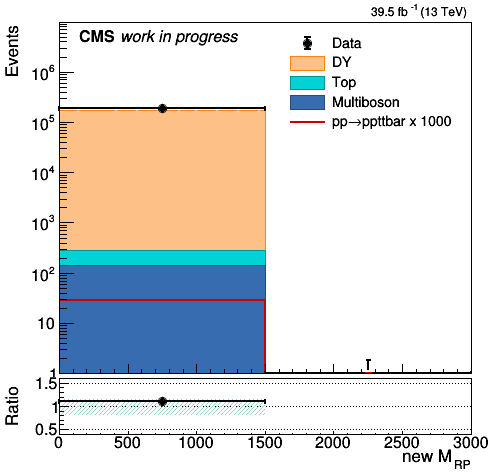 39.5 fb⁻¹ (13 TeV)
CMS work in progress
Events
Data
DY
Top
Multiboson
pp→ppttbar x 1000
10⁶
10⁵
10⁴
10³
10²
10
1
Ratio
1.5
1
0.5
0 500 1000 1500 2000 2500 3000
new M_RP